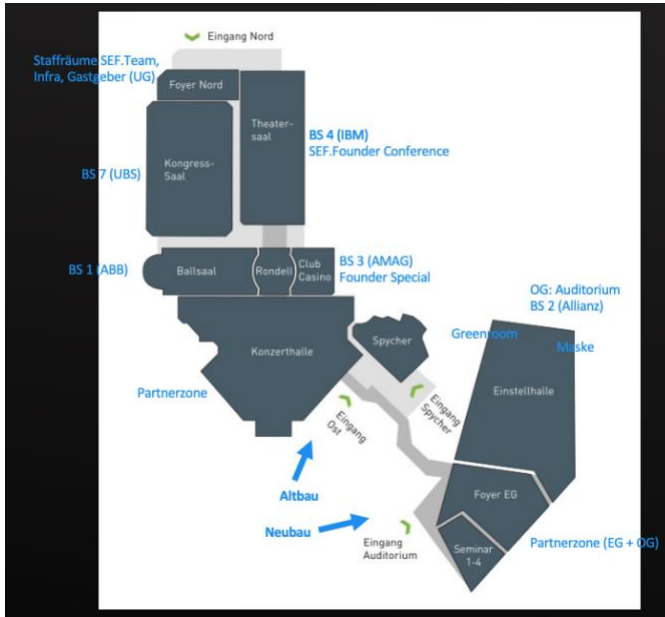 Eingang Nord
Staffräume SEF.Team,
Infra, Gastgeber (UG)
Foyer Nord
Theater-
saal
BS 4 (IBM)
SEF.Founder Conference
Kongress-
Saal
BS 7 (UBS)
BS 1 (ABB)
Ballsaal
Rondell
Club
Casino
BS 3 (AMAG)
Founder Special
OG: Auditorium
BS 2 (Allianz)
Greenroom
Maske
Konzerthalle
Spycher
Einstellhalle
Partnerzone
Eingang
Ost
Eingang
Spycher
Altbau
Neubau
Eingang
Auditorium
Foyer EG
Partnerzone (EG + OG)
Seminar
1-4